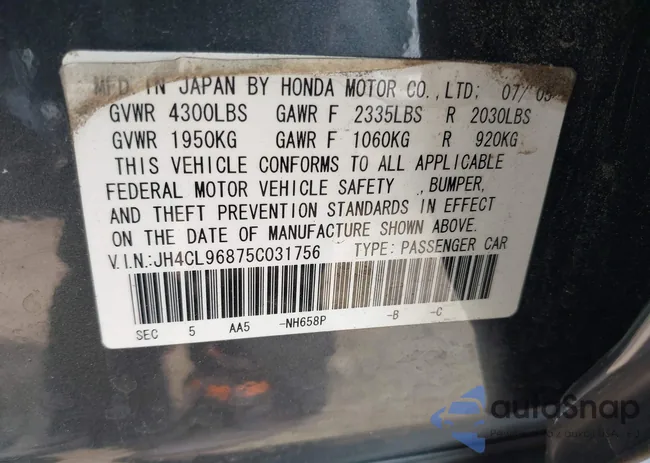 MFD. IN JAPAN BY HONDA MOTOR CO.,LTD; 07/'05
GVWR 4300LBS GAWR F 2335LBS R 2030LBS
GVWR 1950KG GAWR F 1060KG R 920KG
THIS VEHICLE CONFORMS TO ALL APPLICABLE
FEDERAL MOTOR VEHICLE SAFETY ,BUMPER,
AND THEFT PREVENTION STANDARDS IN EFFECT
ON THE DATE OF MANUFACTURE SHOWN ABOVE.
V.I.N.:JH4CL96875C031756 TYPE: PASSENGER CAR
SEC 5 AA5 -NH658P -B -C
autoSnap